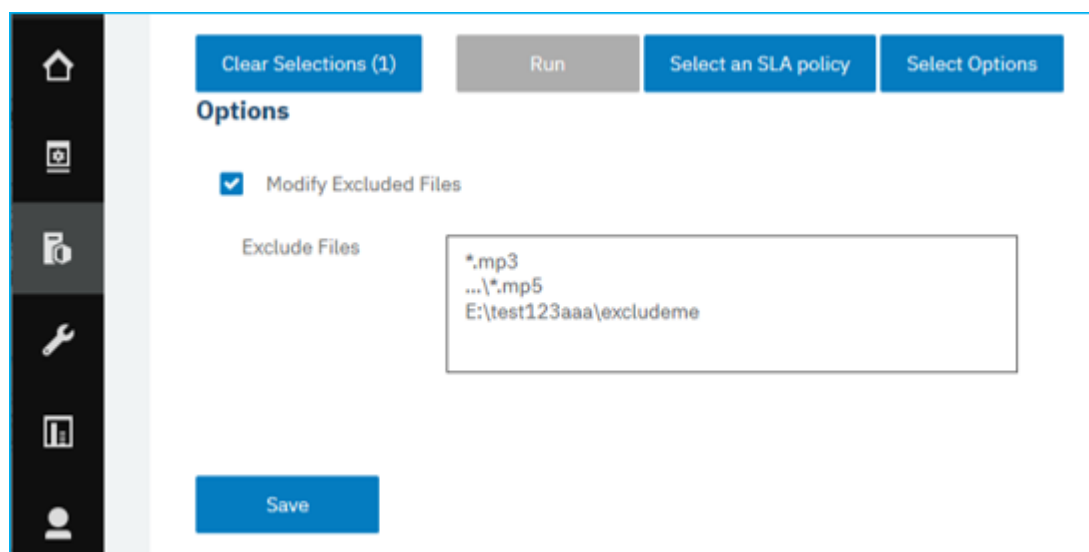 Clear Selections (1) Run Select an SLA policy Select Options
Options
Modify Excluded Files
Exclude Files
*.mp3
...\*.mp5
E:\test123aaa\excludeme
Save